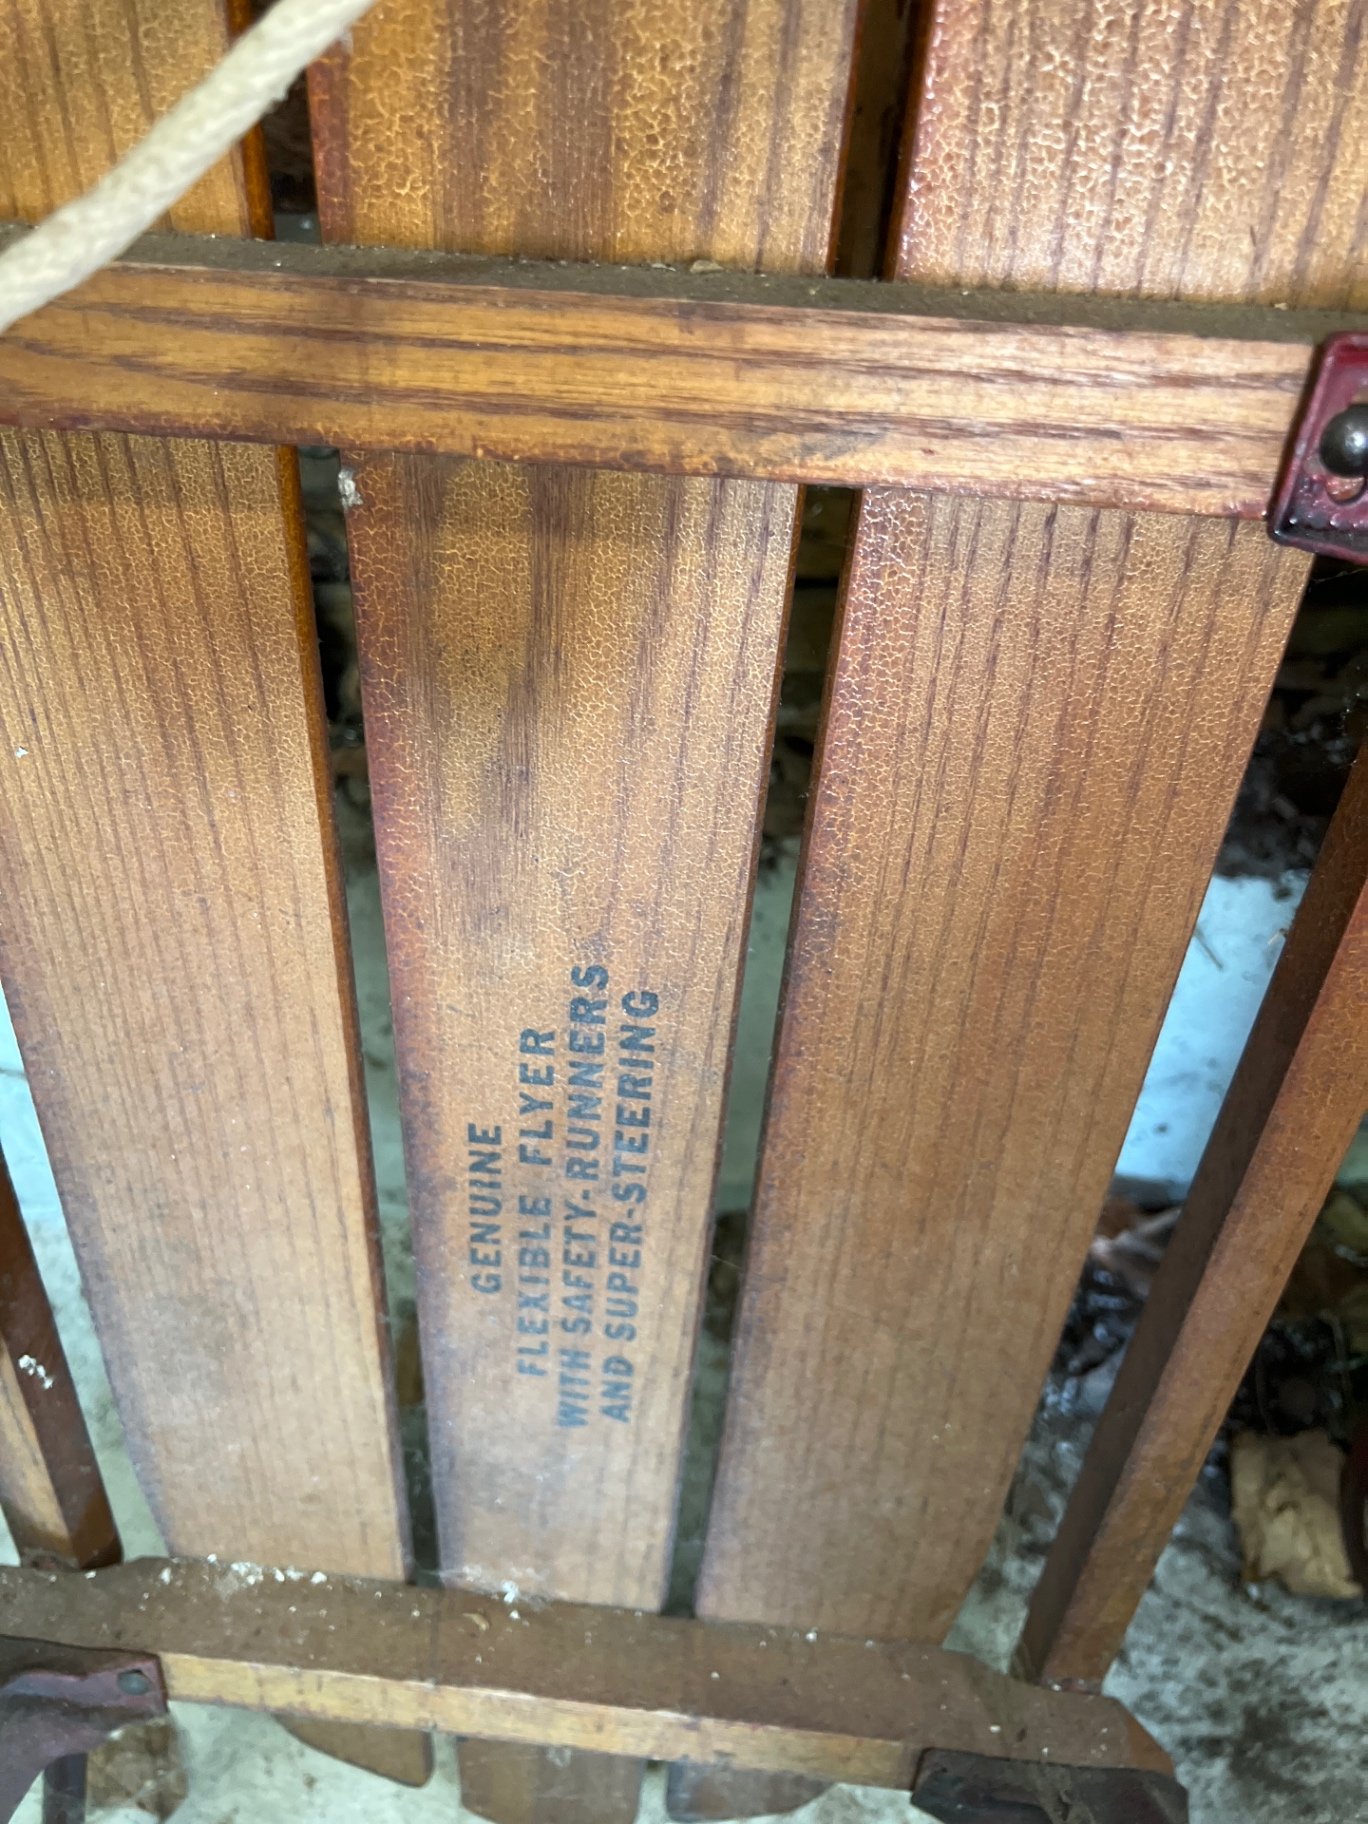 GENUINE
FLEXIBLE FLYER
WITH SAFETY-RUNNERS
AND SUPER-STEERING